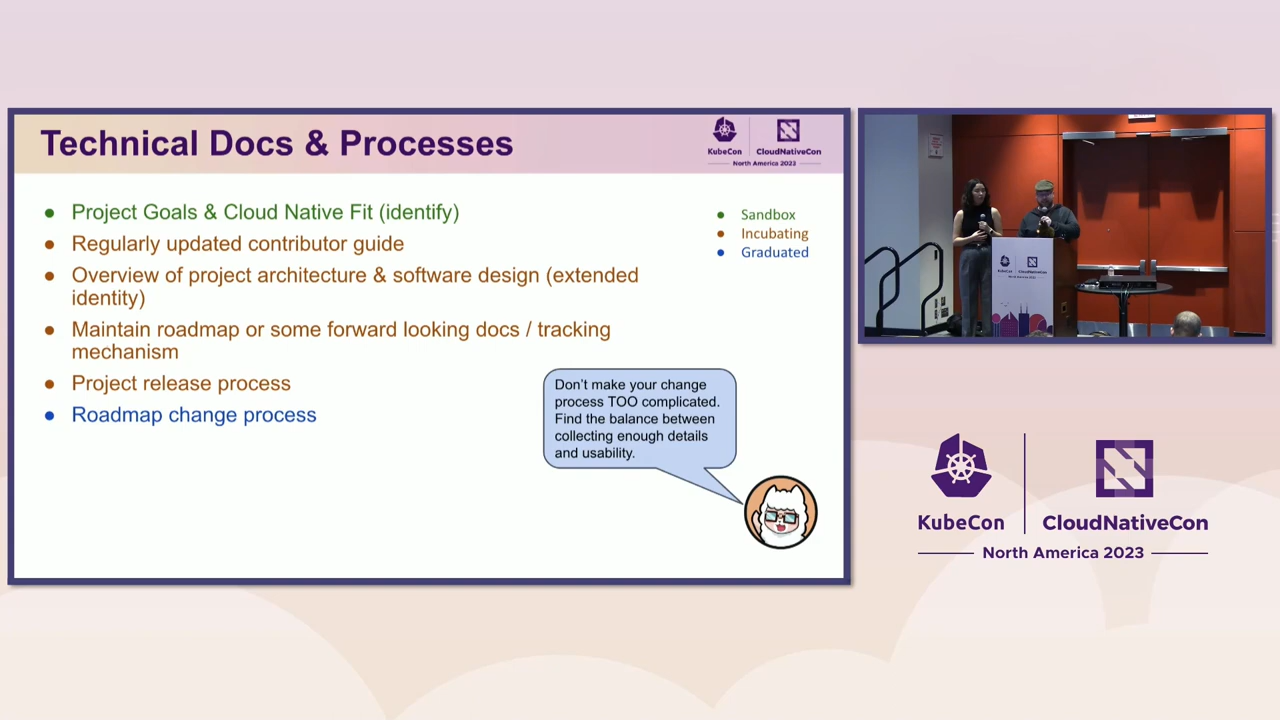 Technical Docs & Processes
KubeCon
CloudNativeCon
North America 2023
● Project Goals & Cloud Native Fit (identify)
● Regularly updated contributor guide
● Overview of project architecture & software design (extended
identity)
● Maintain roadmap or some forward looking docs / tracking
mechanism
● Project release process
● Roadmap change process
● Sandbox
● Incubating
● Graduated
Don't make your change
process TOO complicated.
Find the balance between
collecting enough details
and usability.
KubeCon
CloudNativeCon
North America 2023